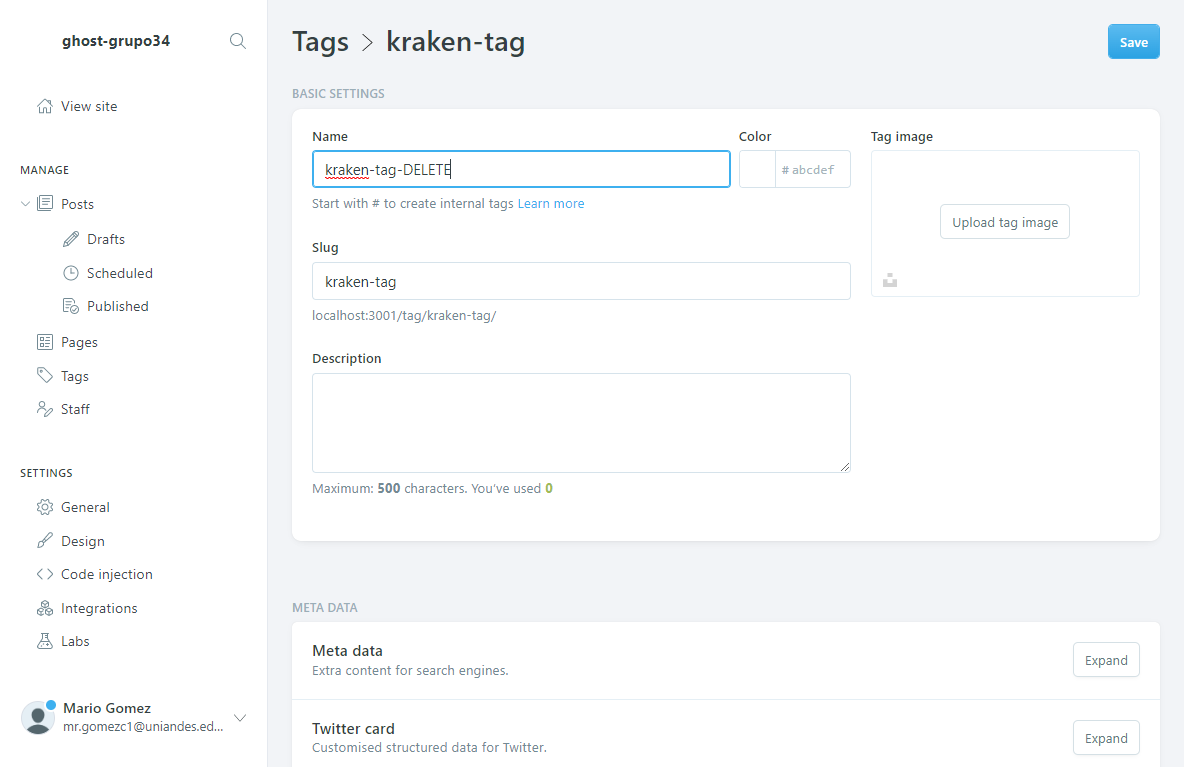 ghost-grupo34
View site
MANAGE
Posts
Drafts
Scheduled
Published
Pages
Tags
Staff
SETTINGS
General
Design
Code injection
Integrations
Labs
Mario Gomez
mr.gomezc1@uniandes.ed...
Tags > kraken-tag
Save
BASIC SETTINGS
Name
kraken-tag-DELETE
Start with # to create internal tags Learn more
Color
# abcdef
Tag image
Upload tag image
Slug
kraken-tag
localhost:3001/tag/kraken-tag/
Description
Maximum: 500 characters. You've used 0
META DATA
Meta data
Extra content for search engines.
Expand
Twitter card
Customised structured data for Twitter.
Expand